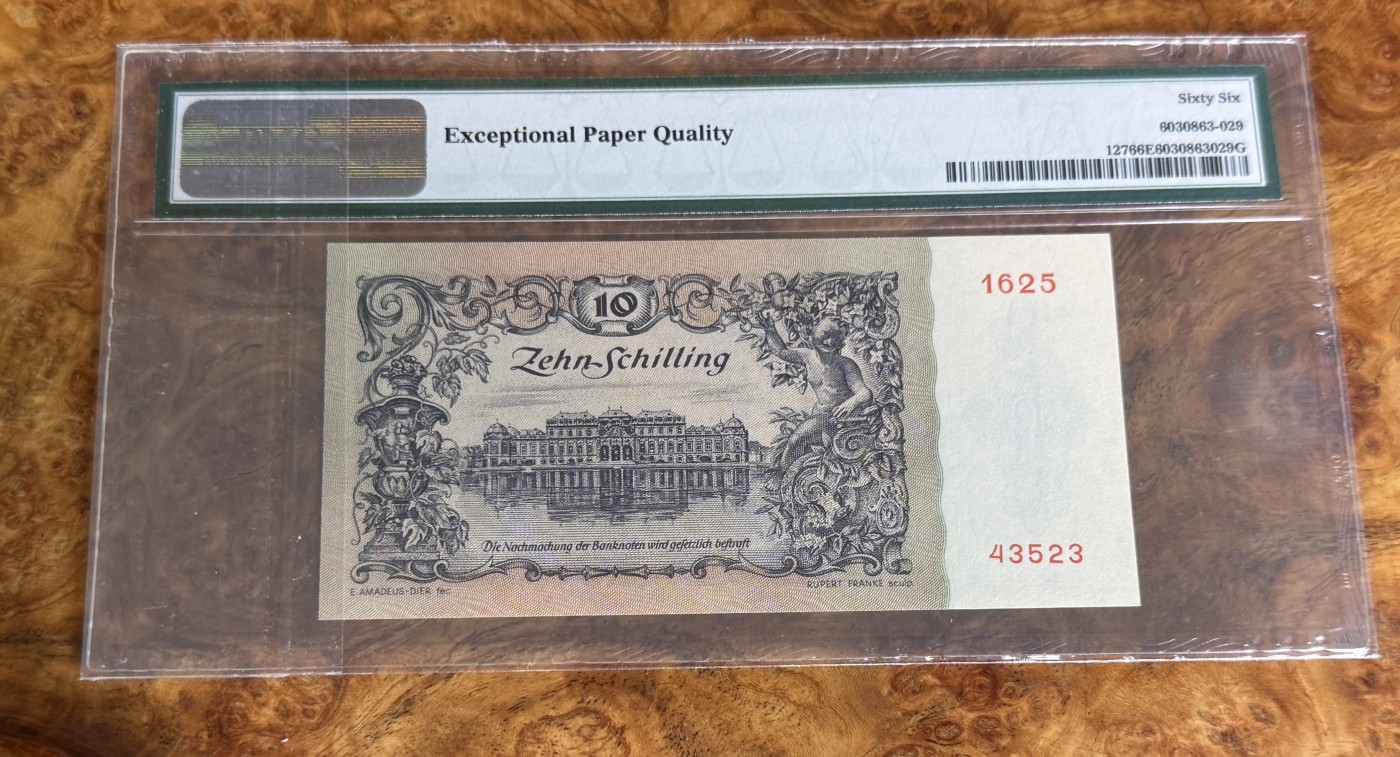 Exceptional Paper Quality
Sixty Six
6030863-029
12766E6030863029G
1625
10
Zehn Schilling
43523
Die Nachmachung der Banknoten wird gesetzlich bestraft
E. AMADEUS-DIER fec.
RUPERT FRANKE sculp.